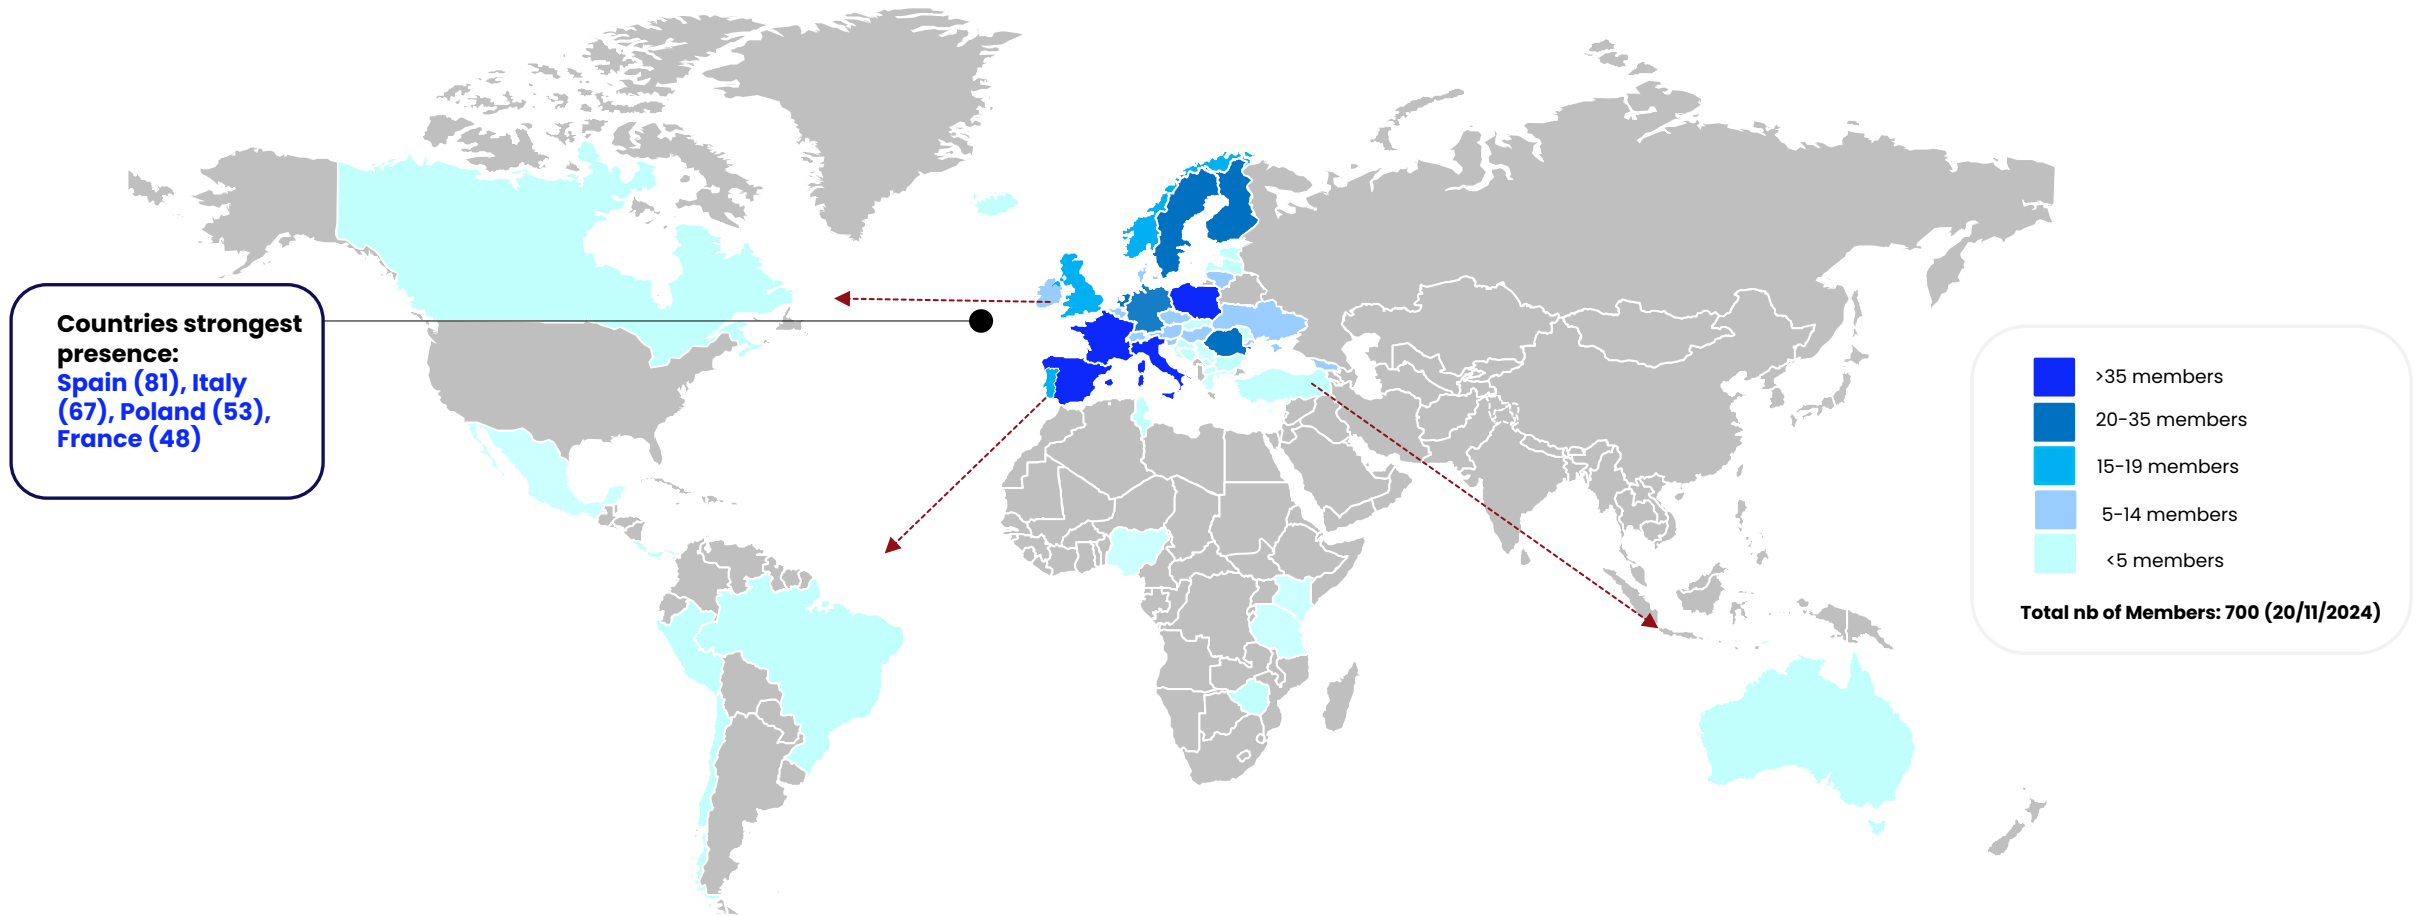 Countries strongest
presence:
Spain (81), Italy
(67), Poland (53),
France (48)
>35 members
20-35 members
15-19 members
5-14 members
<5 members
Total nb of Members: 700 (20/11/2024)